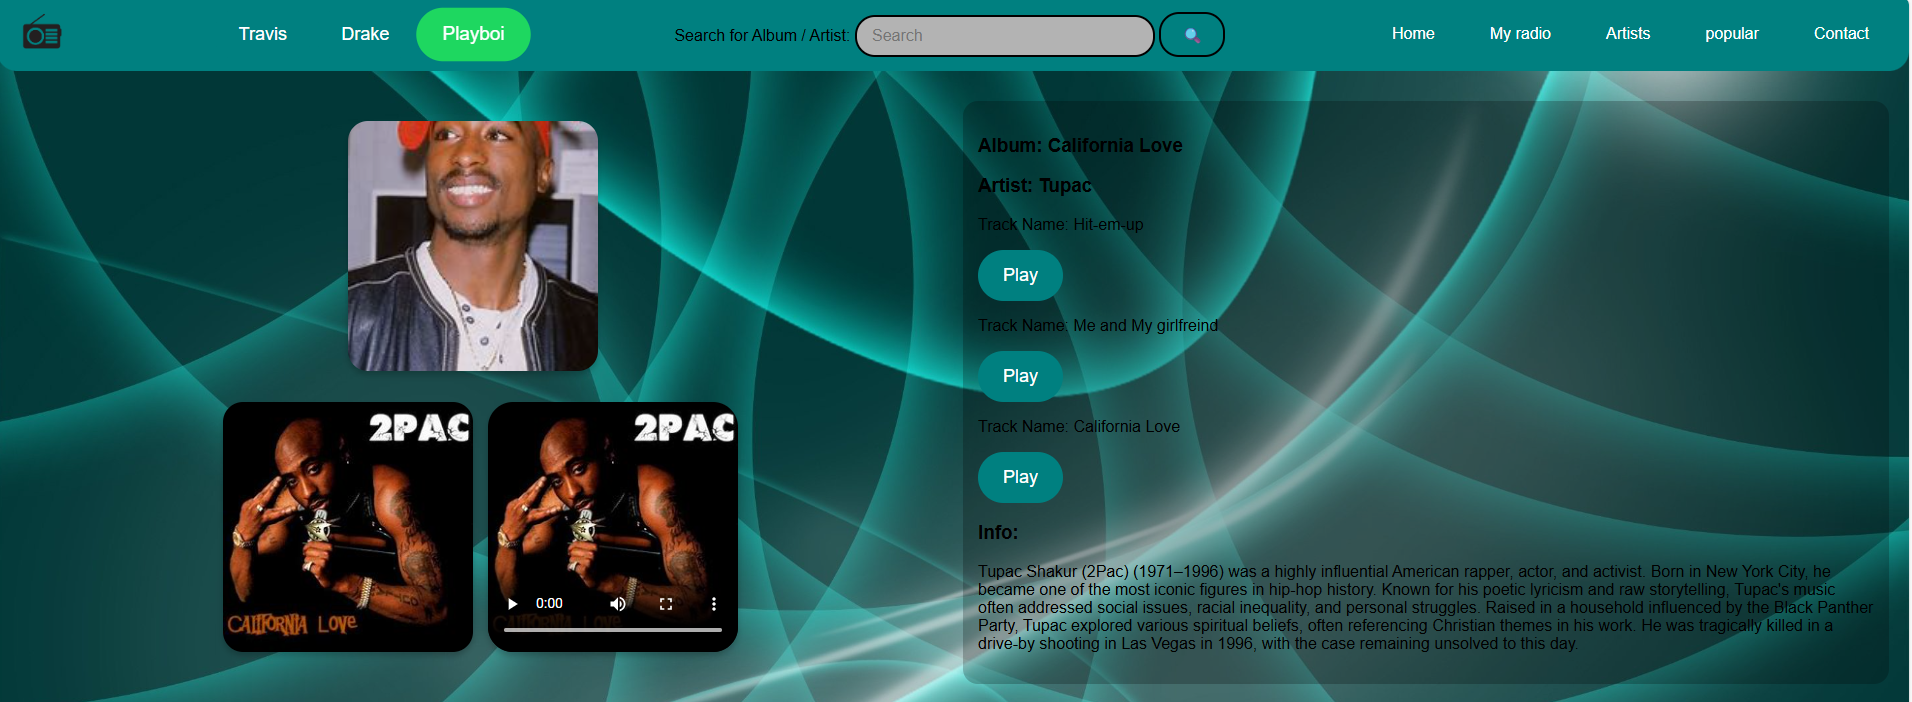 Travis Drake Playboi Search for Album / Artist: Search Home My radio Artists popular Contact
Album: California Love
Artist: Tupac
Track Name: Hit-em-up
Play
Track Name: Me and My girlfreind
Play
Track Name: California Love
Play
Info:
Tupac Shakur (2Pac) (1971–1996) was a highly influential American rapper, actor, and activist. Born in New York City, he
became one of the most iconic figures in hip-hop history. Known for his poetic lyricism and raw storytelling, Tupac's music
often addressed social issues, racial inequality, and personal struggles. Raised in a household influenced by the Black Panther
Party, Tupac explored various spiritual beliefs, often referencing Christian themes in his work. He was tragically killed in a
drive-by shooting in Las Vegas in 1996, with the case remaining unsolved to this day.
2PAC
CALIFORNIA LOVE
2PAC
0:00
CALIFORNIA LOVE